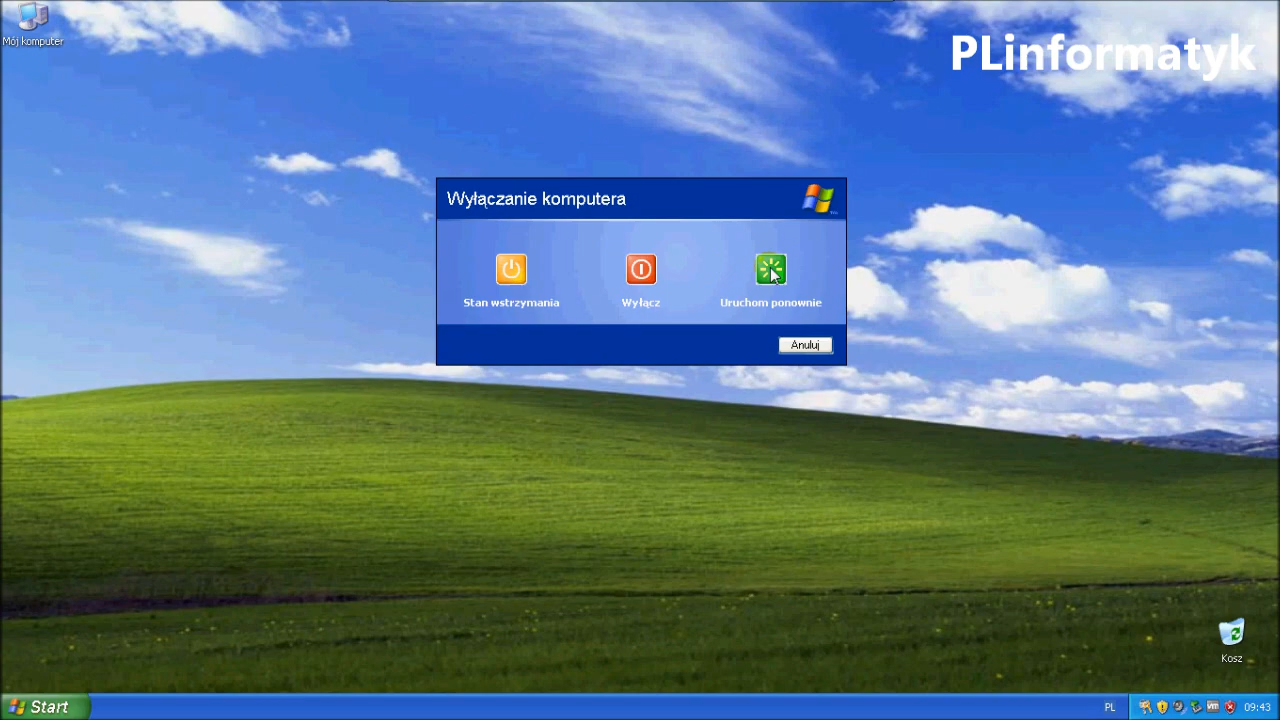 Mój komputer
PLinformatyk
Wyłączanie komputera
Stan wstrzymania
Wyłącz
Uruchom ponownie
Anuluj
Kosz
Start
PL
09:43